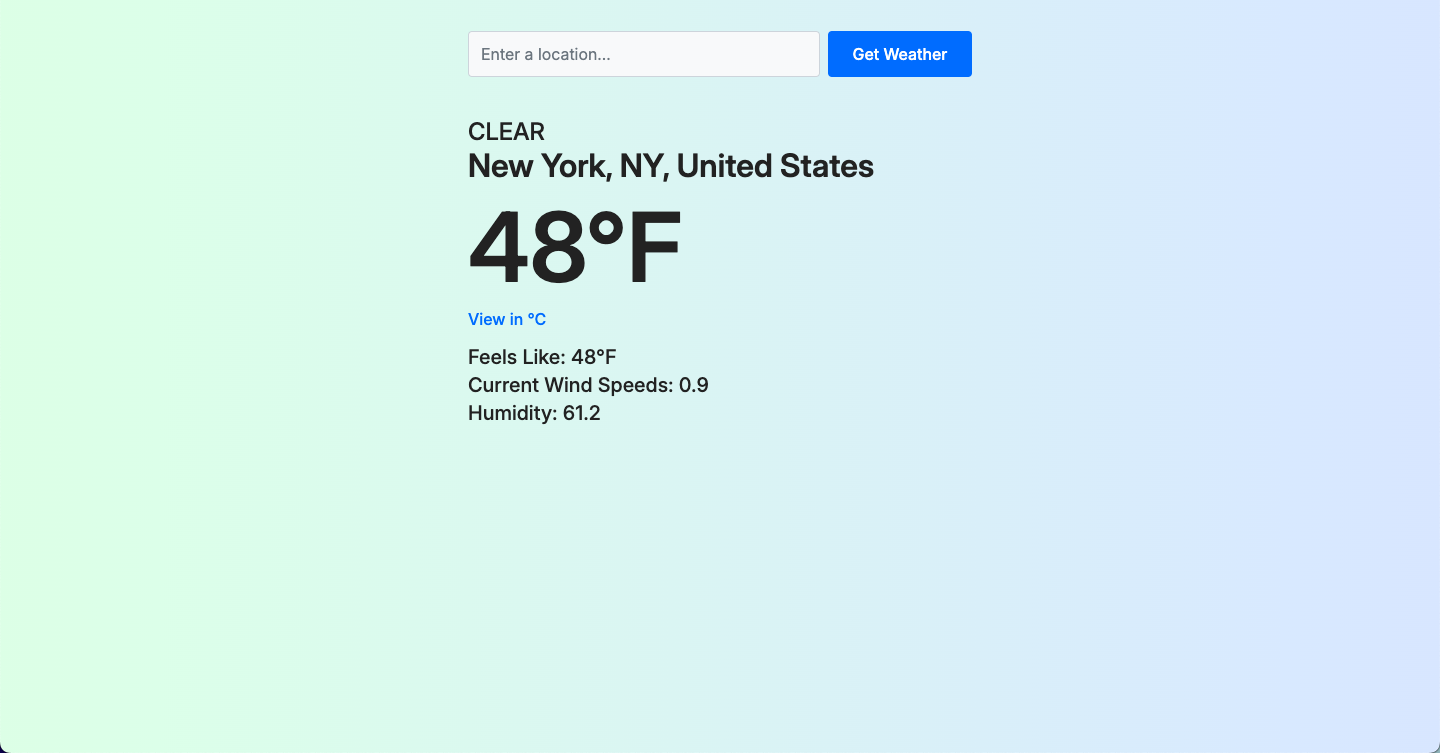 Enter a location...
Get Weather
CLEAR
New York, NY, United States
48°F
View in °C
Feels Like: 48°F
Current Wind Speeds: 0.9
Humidity: 61.2